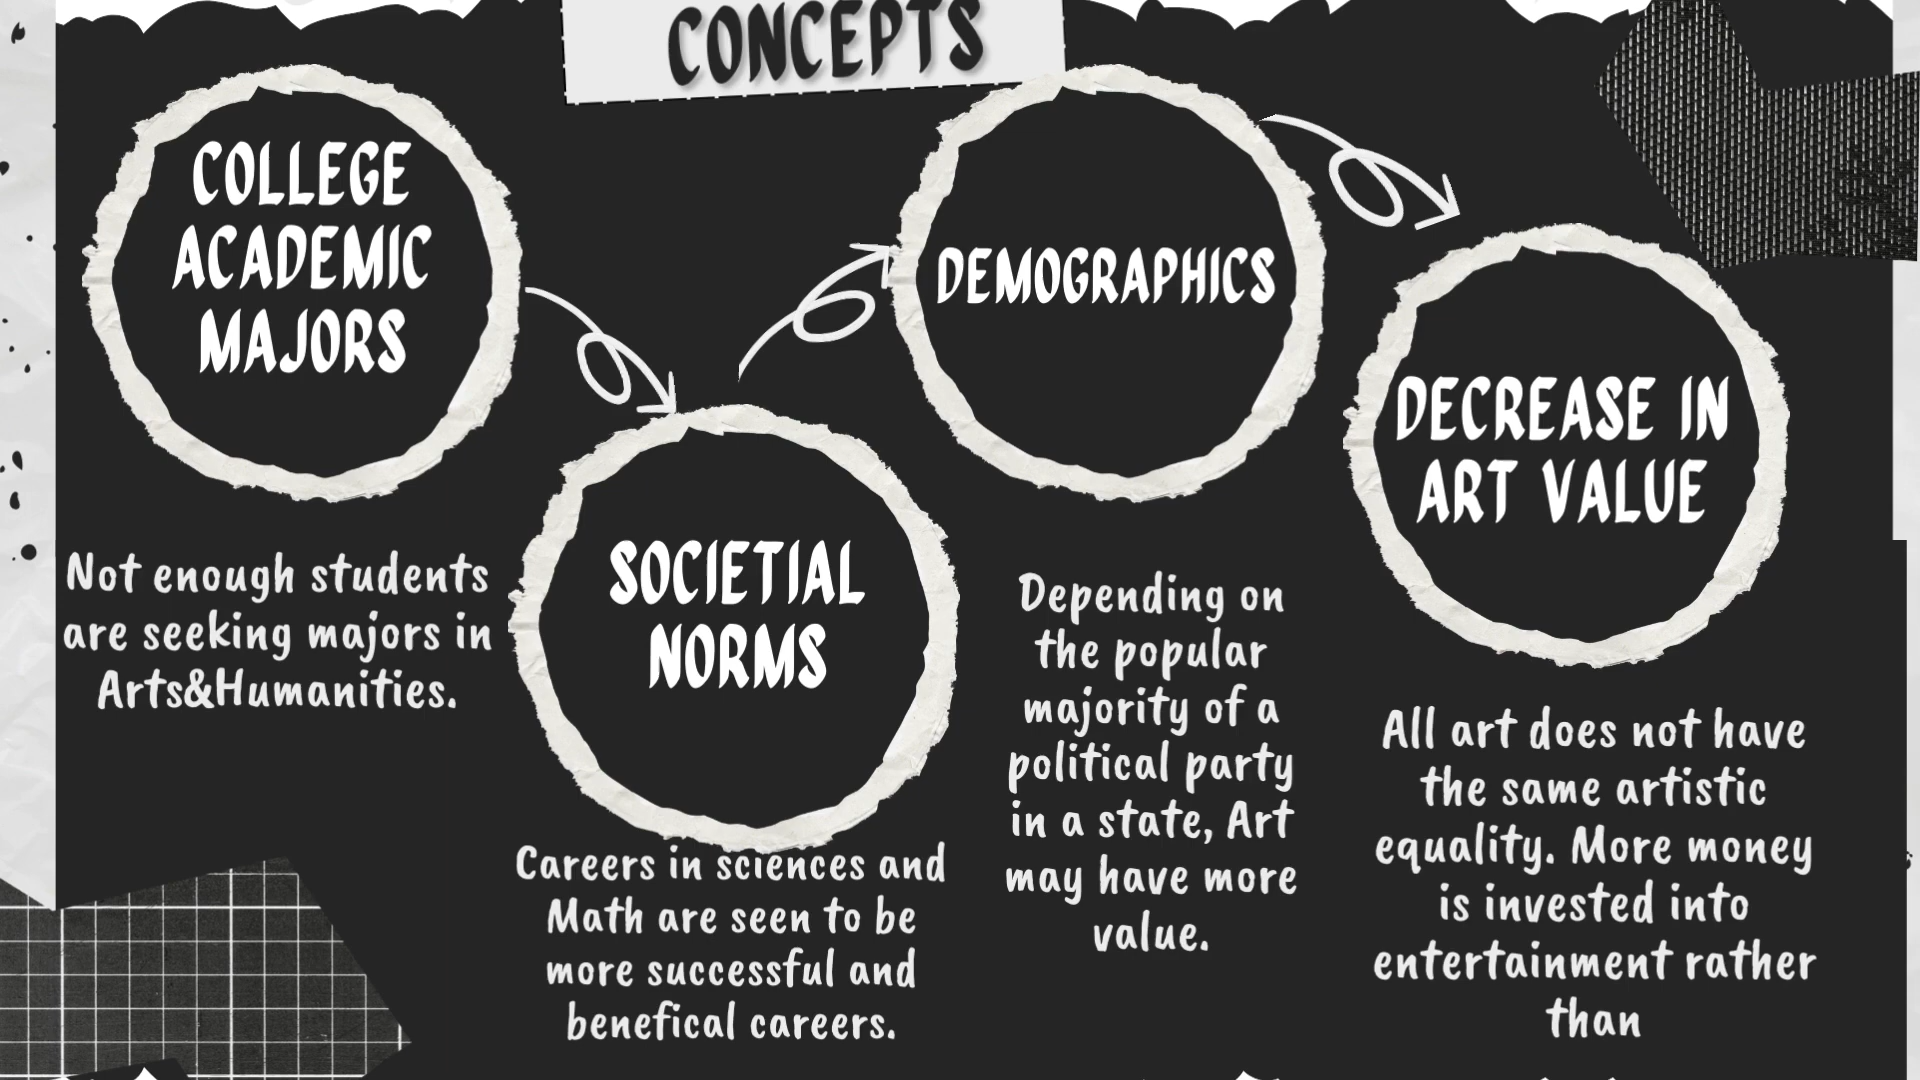 CONCEPTS
COLLEGE
ACADEMIC
MAJORS
Not enough students
are seeking majors in
Arts&Humanities.
SOCIETIAL
NORMS
Careers in sciences and
Math are seen to be
more successful and
benefical careers.
DEMOGRAPHICS
Depending on
the popular
majority of a
political party
in a state, Art
may have more
value.
DECREASE IN
ART VALUE
All art does not have
the same artistic
equality. More money
is invested into
entertainment rather
than